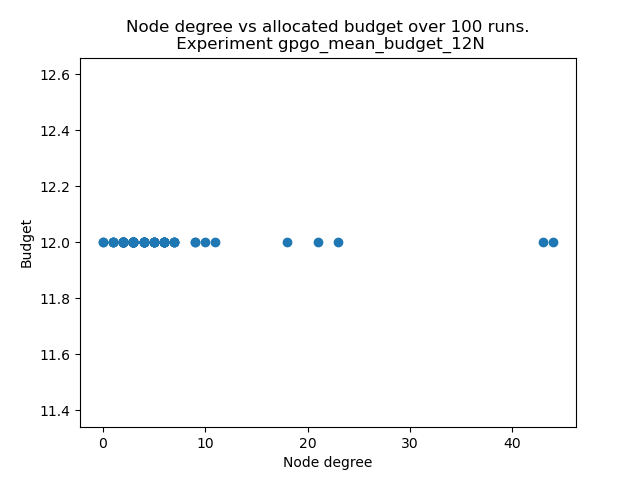 Node degree vs allocated budget over 100 runs.
Experiment gpgo_mean_budget_12N
12.6
12.4
12.2
12.0
11.8
11.6
11.4
Budget
0 10 20 30 40
Node degree